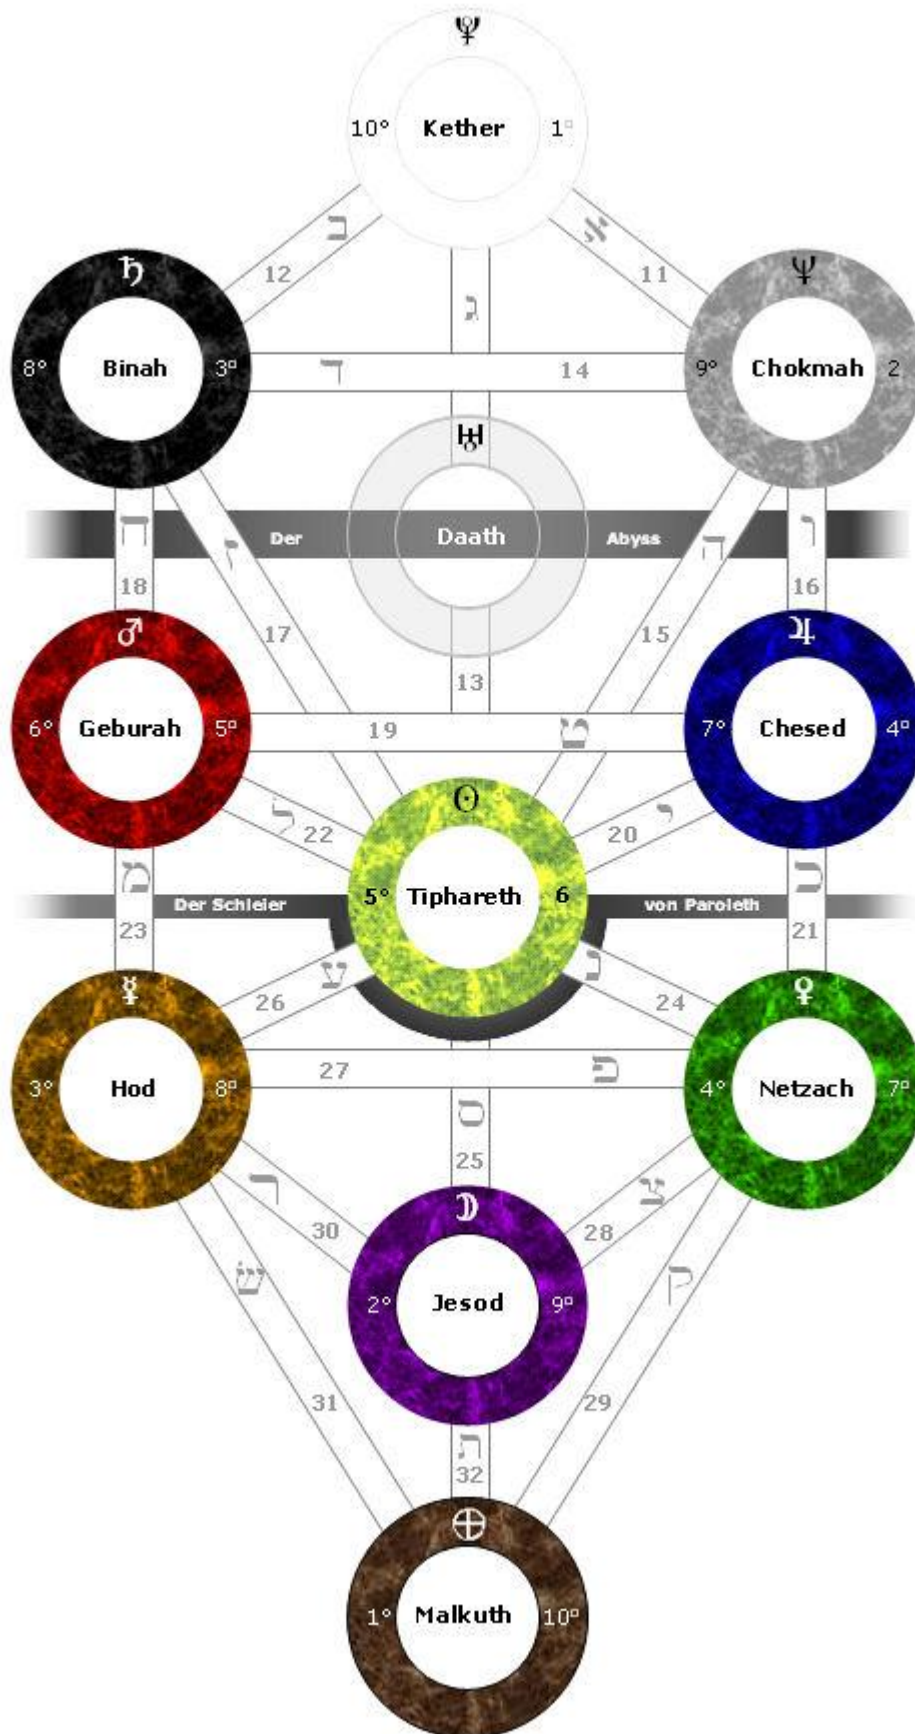 ♇
10° Kether 1°
ב א
12 11
ג
♄ ♆
8° Binah 3° ד 14 9° Chokmah 2
♅
ח ז Der Daath Abyss ה ו
18 16
17 15
♂ ♃
13
6° Geburah 5° 19 ט 7° Chesed 4°
☉
ל 22 20 י
מ כ
Der Schleier 5° Tiphareth 6 von Paroleth
23 21
ע נ
☿ 26 24 ♀
27 פ
3° Hod 8° 4° Netzach 7°
ס
25
ר צ
☽
30 28
ש ק
2° Jesod 9°
31 29
ת
32
⊕
1° Malkuth 10°